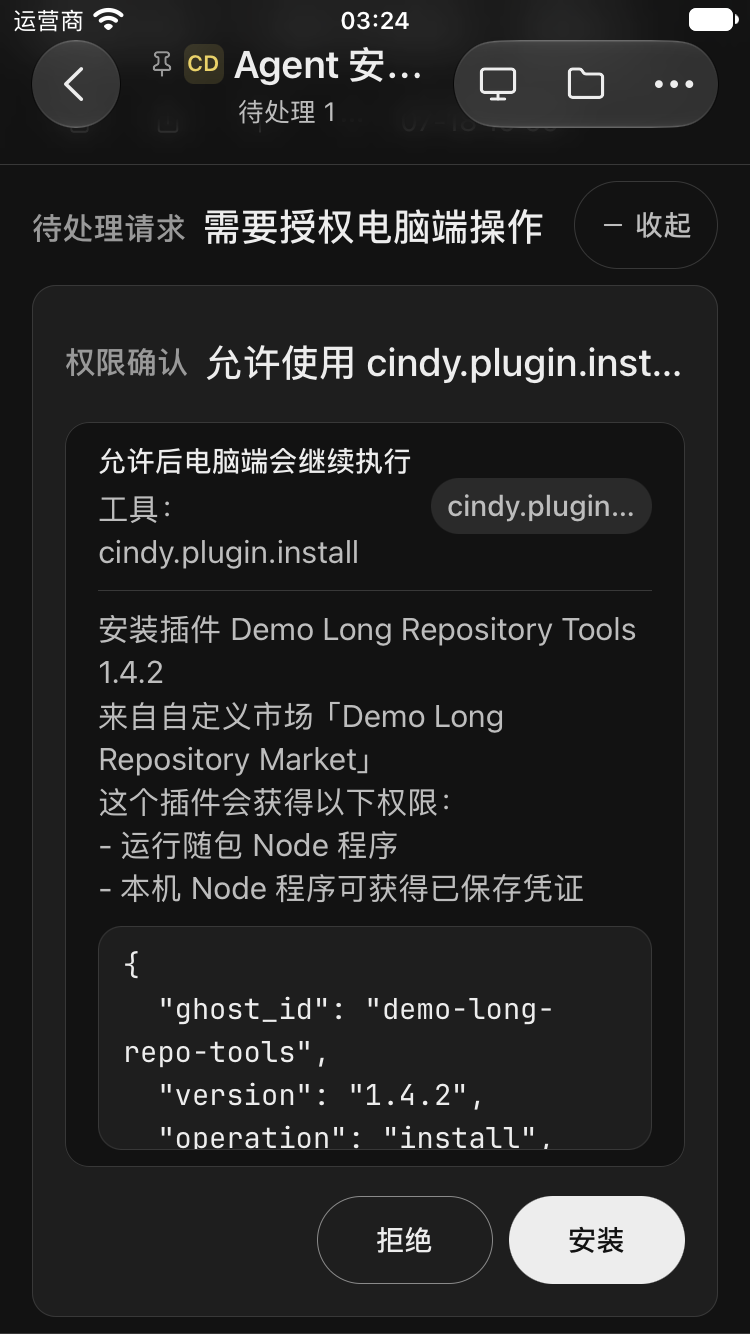 运营商
03:24
CD Agent 安...
待处理 1
待处理请求 需要授权电脑端操作 – 收起
权限确认 允许使用 cindy.plugin.inst...
允许后电脑端会继续执行
工具：
cindy.plugin...
cindy.plugin.install
安装插件 Demo Long Repository Tools
1.4.2
来自自定义市场「Demo Long
Repository Market」
这个插件会获得以下权限：
- 运行随包 Node 程序
- 本机 Node 程序可获得已保存凭证
{
"ghost_id": "demo-long-
repo-tools",
"version": "1.4.2",
"operation": "install",
拒绝
安装